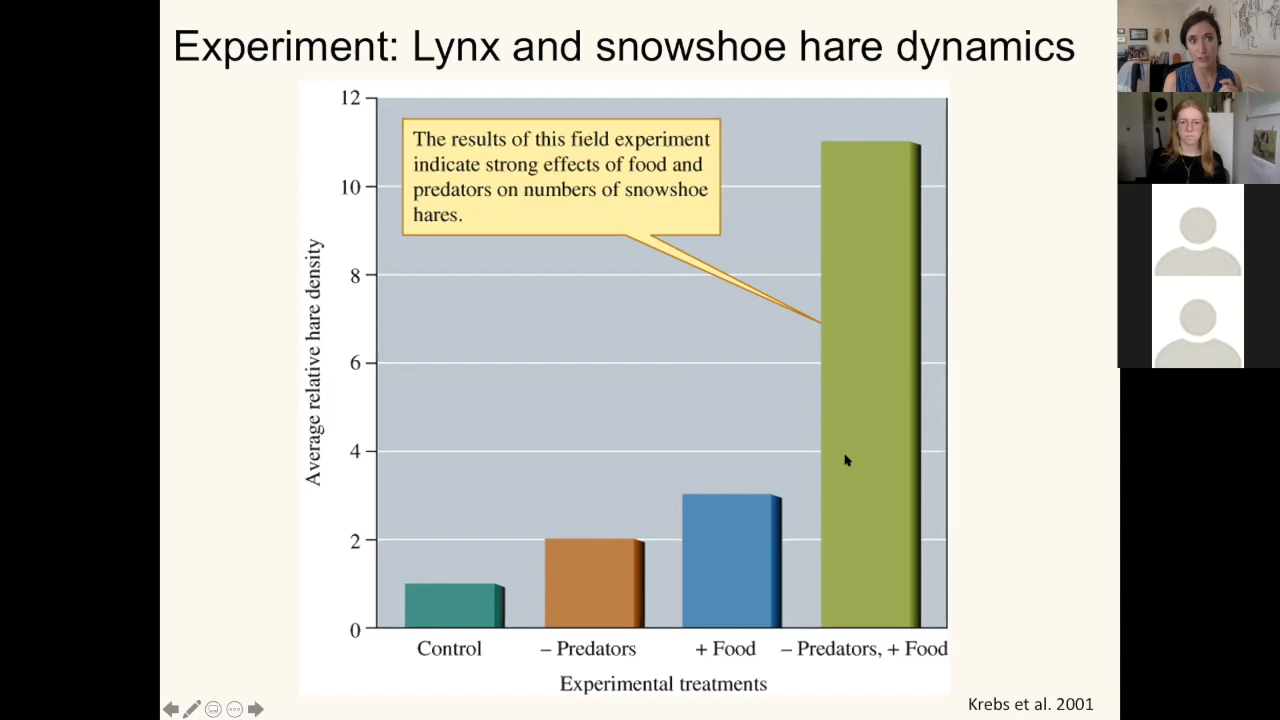 Experiment: Lynx and snowshoe hare dynamics
12
10
8
6
4
2
0
Average relative hare density
The results of this field experiment
indicate strong effects of food and
predators on numbers of snowshoe
hares.
Control
– Predators
+ Food
– Predators, + Food
Experimental treatments
Krebs et al. 2001